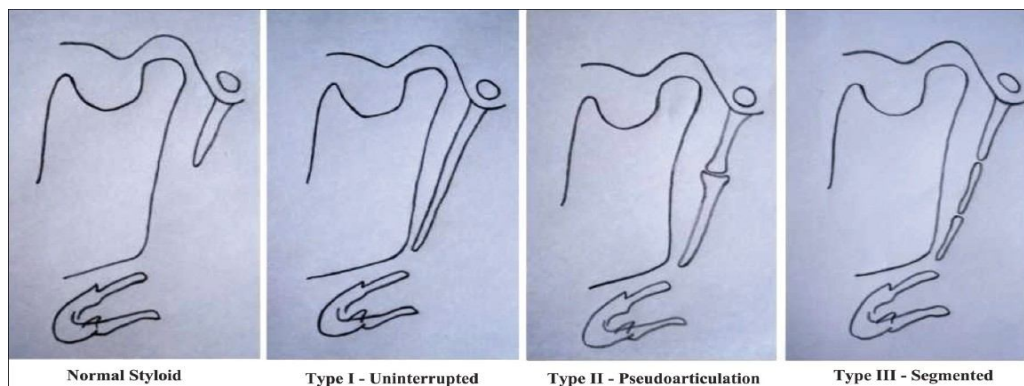 Normal Styloid
Type I - Uninterrupted
Type II - Pseudoarticulation
Type III - Segmented